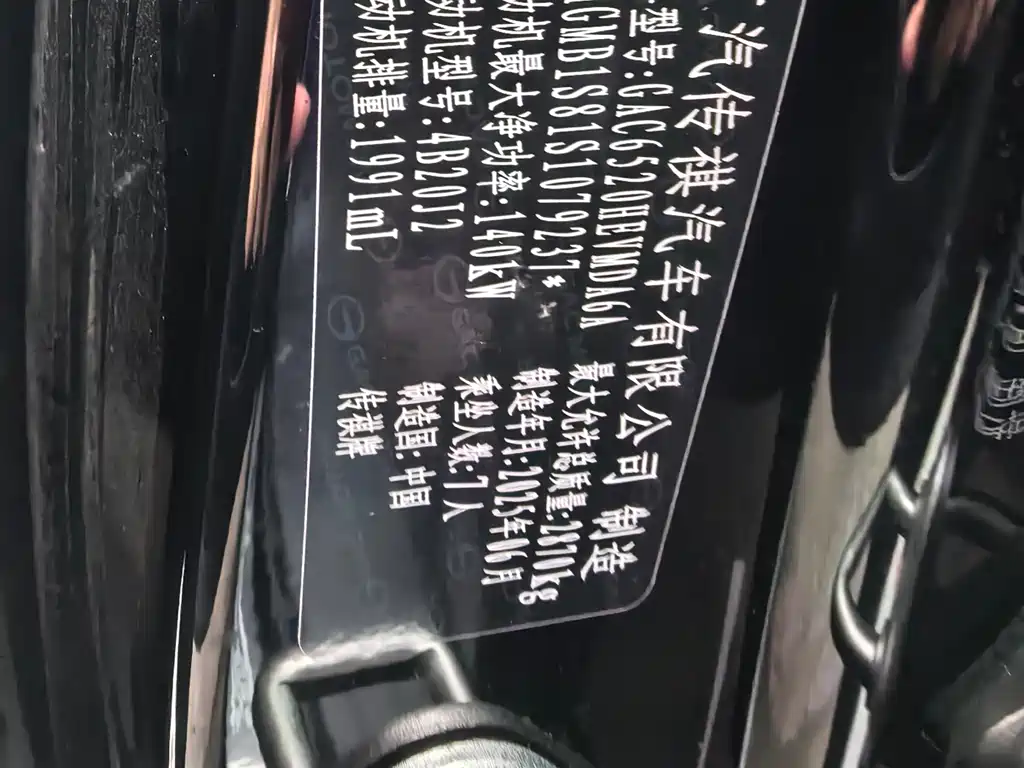 汽传祺汽车有限公司 制造
型号:GAC6520HEVMDA6A 最大允许总质量:2870kg
GMB1S81S1079237* 制造年月:2025年06月
动机最大净功率:140kW 乘坐人数:7人
动机型号:4B20J2 制造国:中国
动机排量:1991mL 传祺牌